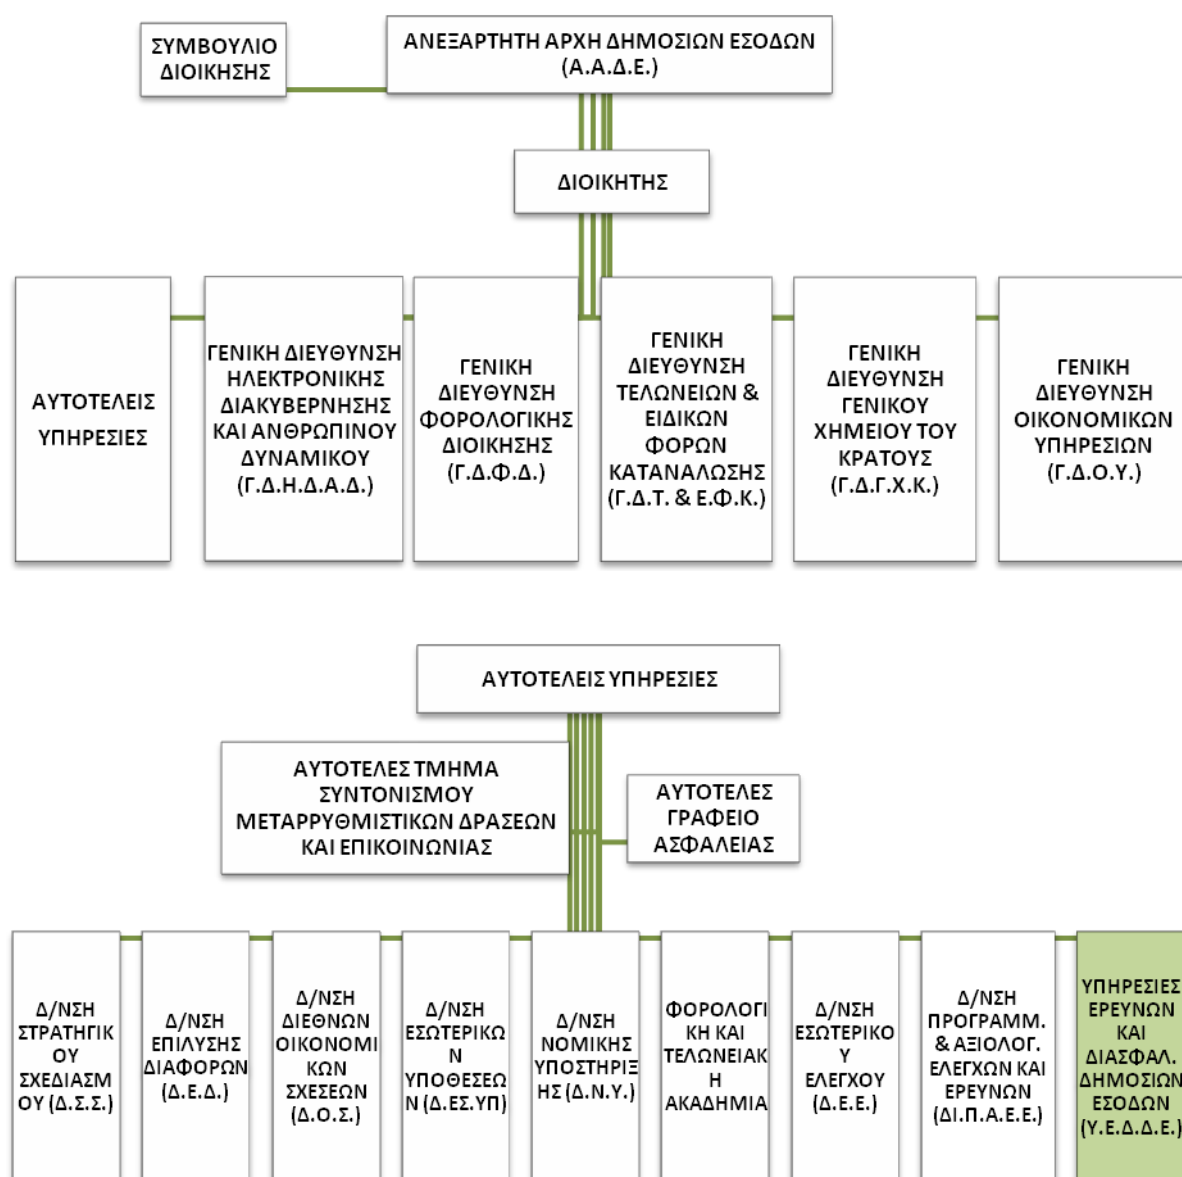 ΣΥΜΒΟΥΛΙΟ
ΔΙΟΙΚΗΣΗΣ
ΑΝΕΞΑΡΤΗΤΗ ΑΡΧΗ ΔΗΜΟΣΙΩΝ ΕΣΟΔΩΝ
(Α.Α.Δ.Ε.)
ΔΙΟΙΚΗΤΗΣ
ΑΥΤΟΤΕΛΕΙΣ
ΥΠΗΡΕΣΙΕΣ
ΓΕΝΙΚΗ ΔΙΕΥΘΥΝΣΗ
ΗΛΕΚΤΡΟΝΙΚΗΣ
ΔΙΑΚΥΒΕΡΝΗΣΗΣ
ΚΑΙ ΑΝΘΡΩΠΙΝΟΥ
ΔΥΝΑΜΙΚΟΥ
(Γ.Δ.Η.Δ.Α.Δ.)
ΓΕΝΙΚΗ
ΔΙΕΥΘΥΝΣΗ
ΦΟΡΟΛΟΓΙΚΗΣ
ΔΙΟΙΚΗΣΗΣ
(Γ.Δ.Φ.Δ.)
ΓΕΝΙΚΗ
ΔΙΕΥΘΥΝΣΗ
ΤΕΛΩΝΕΙΩΝ &
ΕΙΔΙΚΩΝ
ΦΟΡΩΝ
ΚΑΤΑΝΑΛΩΣΗΣ
(Γ.Δ.Τ. & Ε.Φ.Κ.)
ΓΕΝΙΚΗ
ΔΙΕΥΘΥΝΣΗ
ΓΕΝΙΚΟΥ
ΧΗΜΕΙΟΥ ΤΟΥ
ΚΡΑΤΟΥΣ
(Γ.Δ.Γ.Χ.Κ.)
ΓΕΝΙΚΗ
ΔΙΕΥΘΥΝΣΗ
ΟΙΚΟΝΟΜΙΚΩΝ
ΥΠΗΡΕΣΙΩΝ
(Γ.Δ.Ο.Υ.)
ΑΥΤΟΤΕΛΕΙΣ ΥΠΗΡΕΣΙΕΣ
ΑΥΤΟΤΕΛΕΣ ΤΜΗΜΑ
ΣΥΝΤΟΝΙΣΜΟΥ
ΜΕΤΑΡΡΥΘΜΙΣΤΙΚΩΝ ΔΡΑΣΕΩΝ
ΚΑΙ ΕΠΙΚΟΙΝΩΝΙΑΣ
ΑΥΤΟΤΕΛΕΣ
ΓΡΑΦΕΙΟ
ΑΣΦΑΛΕΙΑΣ
Δ/ΝΣΗ
ΣΤΡΑΤΗΓΙΚ
ΟΥ
ΣΧΕΔΙΑΣΜ
ΟΥ (Δ.Σ.Σ.)
Δ/ΝΣΗ
ΕΠΙΛΥΣΗΣ
ΔΙΑΦΟΡΩΝ
(Δ.Ε.Δ.)
Δ/ΝΣΗ
ΔΙΕΘΝΩΝ
ΟΙΚΟΝΟΜΙ
ΚΩΝ
ΣΧΕΣΕΩΝ
(Δ.Ο.Σ.)
Δ/ΝΣΗ
ΕΣΩΤΕΡΙΚΩ
Ν
ΥΠΟΘΕΣΕΩ
Ν (Δ.ΕΣ.ΥΠ)
Δ/ΝΣΗ
ΝΟΜΙΚΗΣ
ΥΠΟΣΤΗΡΙΞ
ΗΣ (Δ.Ν.Υ.)
ΦΟΡΟΛΟΓΙ
ΚΗ ΚΑΙ
ΤΕΛΩΝΕΙΑΚ
Η
ΑΚΑΔΗΜΙΑ
Δ/ΝΣΗ
ΕΣΩΤΕΡΙΚΟ
Υ
ΕΛΕΓΧΟΥ
(Δ.Ε.Ε.)
Δ/ΝΣΗ
ΠΡΟΓΡΑΜΜ.
& ΑΞΙΟΛΟΓ.
ΕΛΕΓΧΩΝ ΚΑΙ
ΕΡΕΥΝΩΝ
(ΔΙ.Π.Α.Ε.Ε.)
ΥΠΗΡΕΣΙΕΣ
ΕΡΕΥΝΩΝ
ΚΑΙ
ΔΙΑΣΦΑΛ.
ΔΗΜΟΣΙΩΝ
ΕΣΟΔΩΝ
(Υ.Ε.Δ.Δ.Ε.)